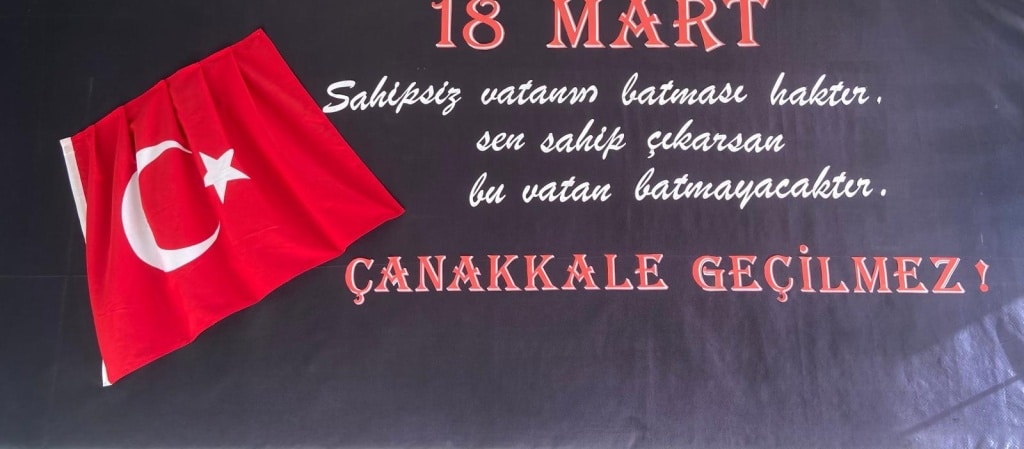 18 MART
Sahipsiz vatanın batması haktır.
sen sahip çıkarsan
bu vatan batmayacaktır.
ÇANAKKALE GEÇİLMEZ!